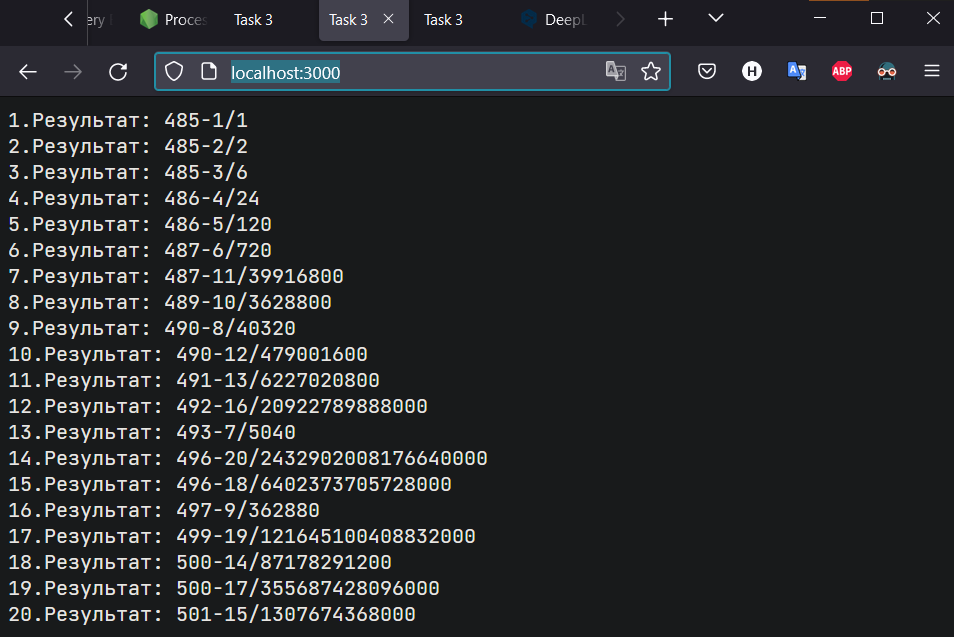 ery
Proces
Task 3
Task 3
Task 3
DeepL
localhost:3000
H
ABP
1.Результат: 485-1/1
2.Результат: 485-2/2
3.Результат: 485-3/6
4.Результат: 486-4/24
5.Результат: 486-5/120
6.Результат: 487-6/720
7.Результат: 487-11/39916800
8.Результат: 489-10/3628800
9.Результат: 490-8/40320
10.Результат: 490-12/479001600
11.Результат: 491-13/6227020800
12.Результат: 492-16/20922789888000
13.Результат: 493-7/5040
14.Результат: 496-20/2432902008176640000
15.Результат: 496-18/6402373705728000
16.Результат: 497-9/362880
17.Результат: 499-19/121645100408832000
18.Результат: 500-14/87178291200
19.Результат: 500-17/355687428096000
20.Результат: 501-15/1307674368000